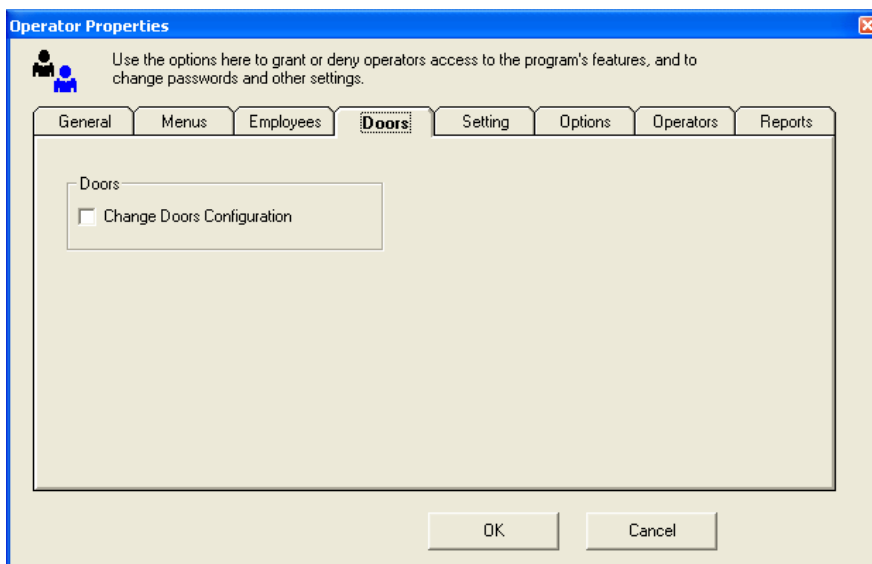 Operator Properties
Use the options here to grant or deny operators access to the program's features, and to
change passwords and other settings.
General Menus Employees Doors Setting Options Operators Reports
Doors
Change Doors Configuration
OK Cancel